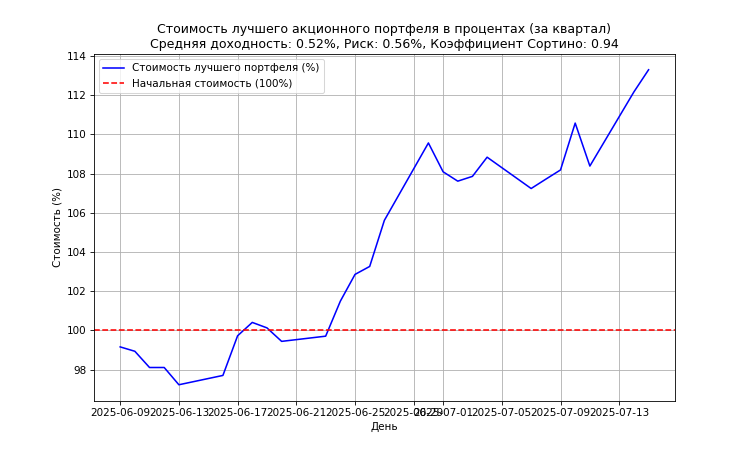 Стоимость лучшего акционного портфеля в процентах (за квартал)
Средняя доходность: 0.52%, Риск: 0.56%, Коэффициент Сортино: 0.94
Стоимость лучшего портфеля (%)
Начальная стоимость (100%)
Стоимость (%)
114
112
110
108
106
104
102
100
98
2025-06-09 2025-06-13 2025-06-17 2025-06-21 2025-06-25 2025-06-29 2025-07-01 2025-07-05 2025-07-09 2025-07-13
День